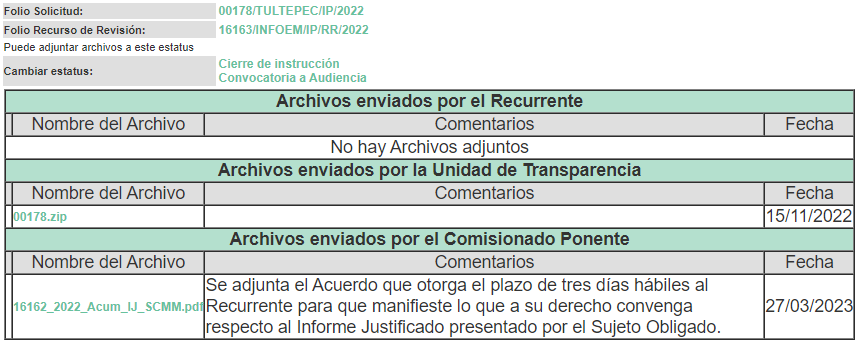 Folio Solicitud: 00178/TULTEPEC/IP/2022
Folio Recurso de Revisión: 16163/INFOEM/IP/RR/2022
Puede adjuntar archivos a este estatus
Cambiar estatus: Cierre de instrucción
Convocatoria a Audiencia
Archivos enviados por el Recurrente
Nombre del Archivo Comentarios Fecha
No hay Archivos adjuntos
Archivos enviados por la Unidad de Transparencia
Nombre del Archivo Comentarios Fecha
00178.zip 15/11/2022
Archivos enviados por el Comisionado Ponente
Nombre del Archivo Comentarios Fecha
Se adjunta el Acuerdo que otorga el plazo de tres días hábiles al
16162_2022_Acum_IJ_SCMM.pdf Recurrente para que manifieste lo que a su derecho convenga 27/03/2023
respecto al Informe Justificado presentado por el Sujeto Obligado.